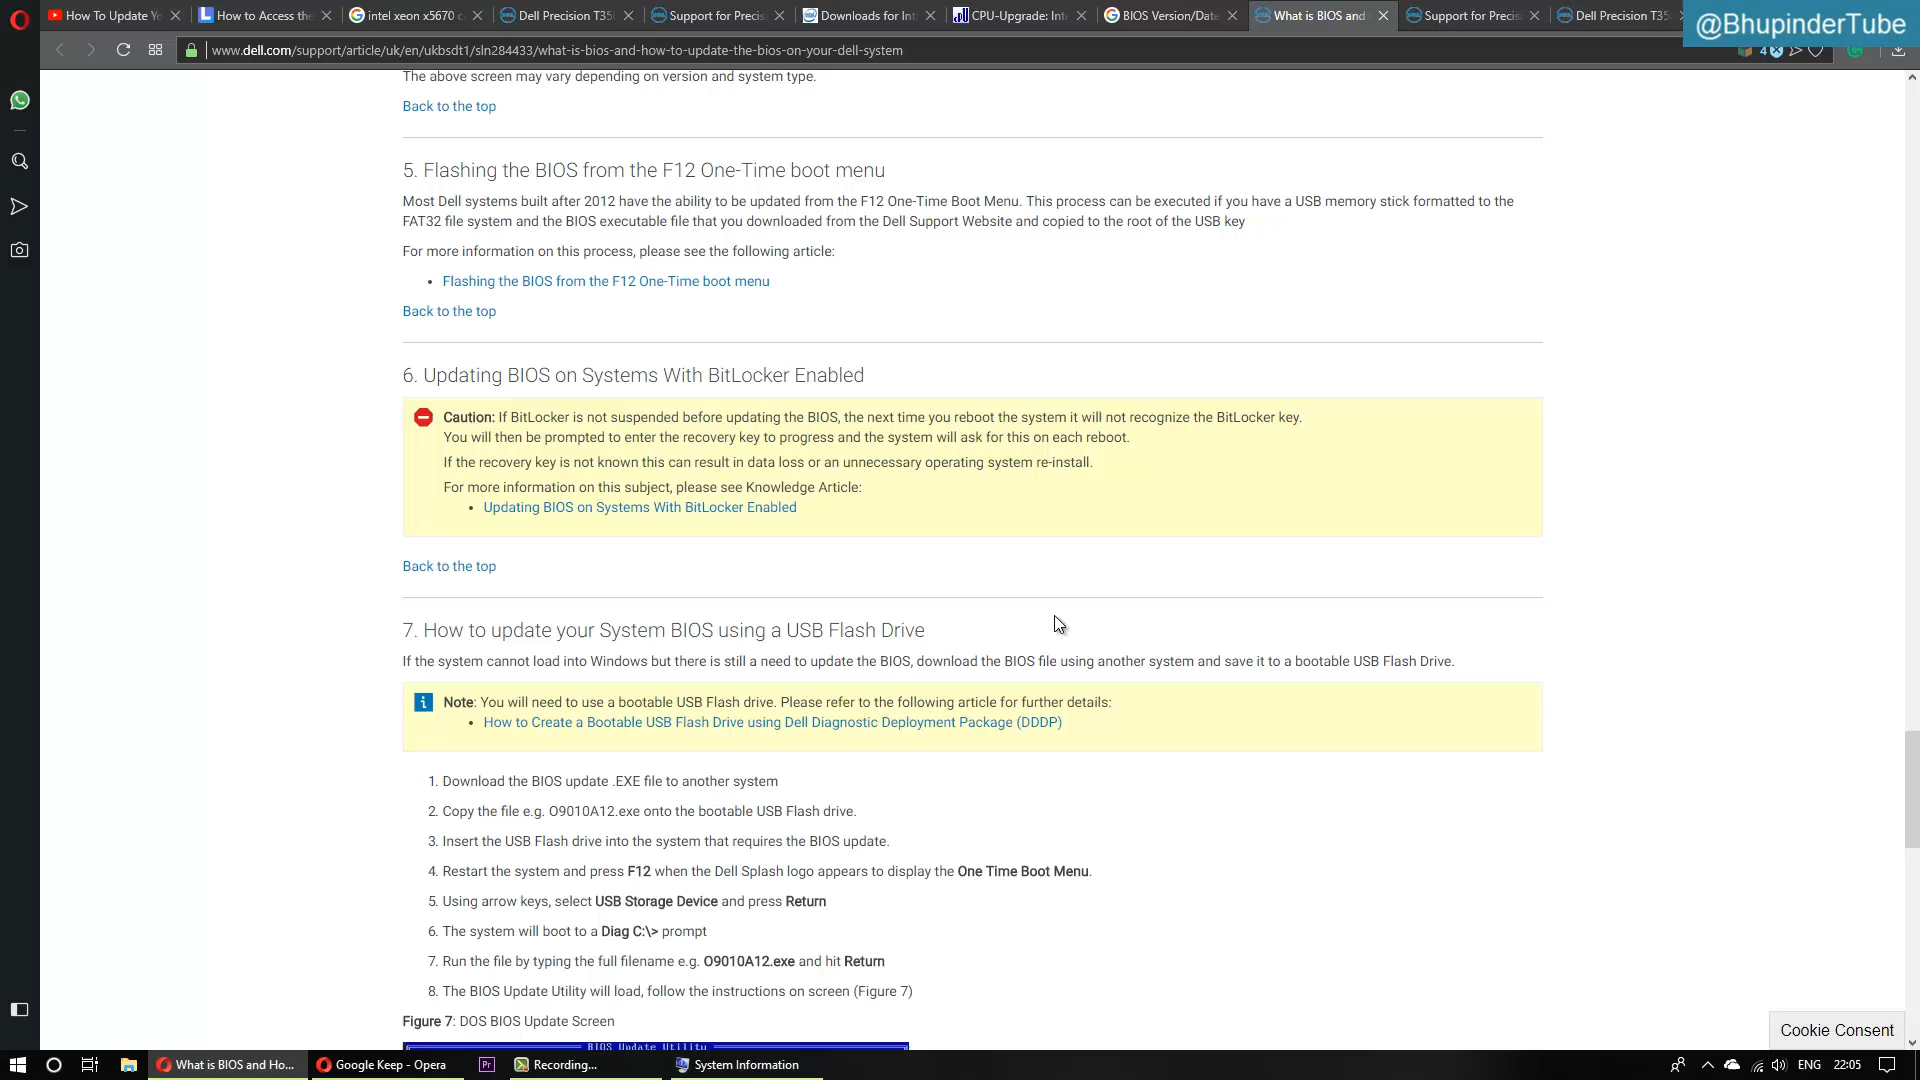 How To Update Yo
How to Access the
intel xeon x5670 c
Dell Precision T35
Support for Precis
Downloads for Int
CPU-Upgrade: Int
BIOS Version/Date
What is BIOS and
Support for Precis
Dell Precision T35
@BhupinderTube
www.dell.com/support/article/uk/en/ukbsdt1/sln284433/what-is-bios-and-how-to-update-the-bios-on-your-dell-system
4
The above screen may vary depending on version and system type.
Back to the top
5. Flashing the BIOS from the F12 One-Time boot menu
Most Dell systems built after 2012 have the ability to be updated from the F12 One-Time Boot Menu. This process can be executed if you have a USB memory stick formatted to the
FAT32 file system and the BIOS executable file that you downloaded from the Dell Support Website and copied to the root of the USB key
For more information on this process, please see the following article:
• Flashing the BIOS from the F12 One-Time boot menu
Back to the top
6. Updating BIOS on Systems With BitLocker Enabled
Caution: If BitLocker is not suspended before updating the BIOS, the next time you reboot the system it will not recognize the BitLocker key.
You will then be prompted to enter the recovery key to progress and the system will ask for this on each reboot.
If the recovery key is not known this can result in data loss or an unnecessary operating system re-install.
For more information on this subject, please see Knowledge Article:
• Updating BIOS on Systems With BitLocker Enabled
Back to the top
7. How to update your System BIOS using a USB Flash Drive
If the system cannot load into Windows but there is still a need to update the BIOS, download the BIOS file using another system and save it to a bootable USB Flash Drive.
Note: You will need to use a bootable USB Flash drive. Please refer to the following article for further details:
• How to Create a Bootable USB Flash Drive using Dell Diagnostic Deployment Package (DDDP)
1. Download the BIOS update .EXE file to another system
2. Copy the file e.g. O9010A12.exe onto the bootable USB Flash drive.
3. Insert the USB Flash drive into the system that requires the BIOS update.
4. Restart the system and press F12 when the Dell Splash logo appears to display the One Time Boot Menu.
5. Using arrow keys, select USB Storage Device and press Return
6. The system will boot to a Diag C:\> prompt
7. Run the file by typing the full filename e.g. O9010A12.exe and hit Return
8. The BIOS Update Utility will load, follow the instructions on screen (Figure 7)
Figure 7: DOS BIOS Update Screen
BIOS Update Utility
Cookie Consent
What is BIOS and Ho...
Google Keep - Opera
Pr
Recording...
System Information
ENG
22:05